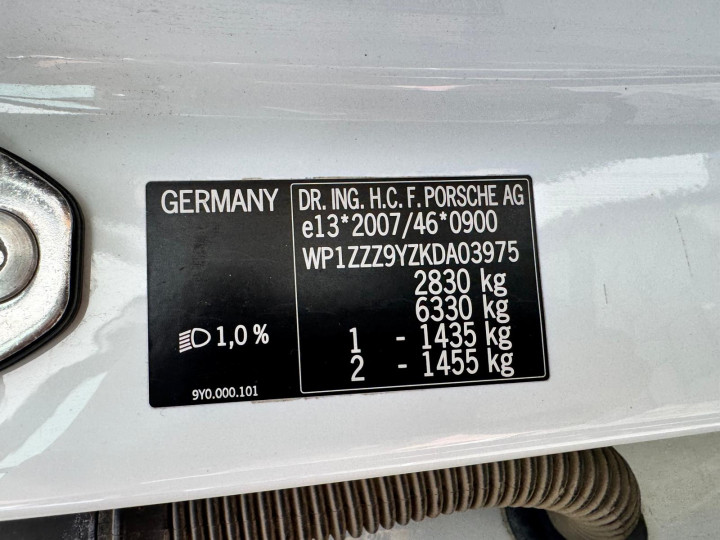 GERMANY
DR. ING. H.C. F. PORSCHE AG
e13*2007/46*0900
WP1ZZZ9YZKDA03975
2830 kg
6330 kg
1 - 1435 kg
2 - 1455 kg
1,0 %
9Y0.000.101